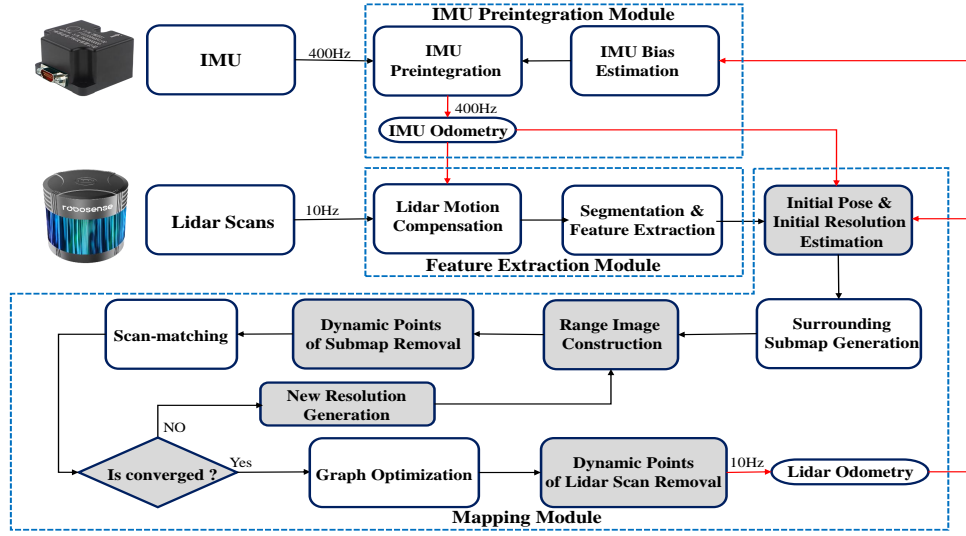 IMU Preintegration Module
IMU
400Hz
IMU
Preintegration
IMU Bias
Estimation
400Hz
IMU Odometry
robosense
Lidar Scans
10Hz
Lidar Motion
Compensation
Segmentation &
Feature Extraction
Initial Pose &
Initial Resolution
Estimation
Feature Extraction Module
Scan-matching
Dynamic Points
of Submap Removal
Range Image
Construction
Surrounding
Submap Generation
New Resolution
Generation
NO
Is converged ?
Yes
Graph Optimization
Dynamic Points
of Lidar Scan Removal
10Hz
Lidar Odometry
Mapping Module